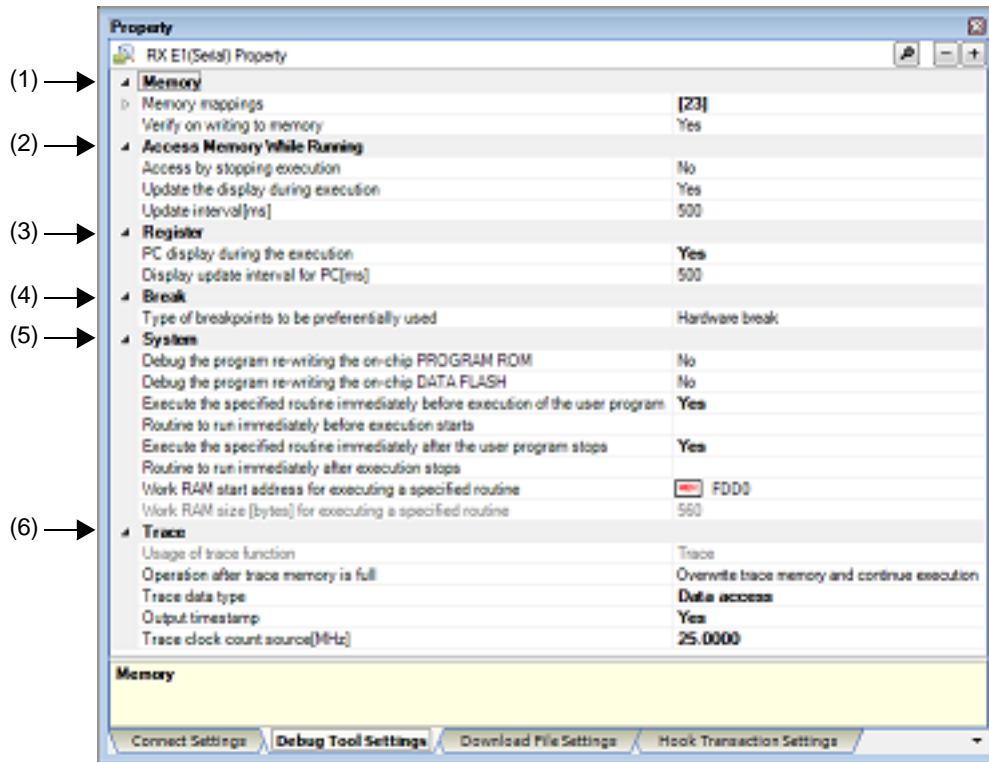 Property
RX E1(Serial) Property
(1) Memory
Memory mappings [23]
Verify on writing to memory Yes
(2) Access Memory While Running
Access by stopping execution No
Update the display during execution Yes
Update interval[ms] 500
(3) Register
PC display during the execution Yes
Display update interval for PC[ms] 500
(4) Break
Type of breakpoints to be preferentially used Hardware break
(5) System
Debug the program re-writing the on-chip PROGRAM ROM No
Debug the program re-writing the on-chip DATA FLASH No
Execute the specified routine immediately before execution of the user program Yes
Routine to run immediately before execution starts
Execute the specified routine immediately after the user program stops Yes
Routine to run immediately after execution stops
Work RAM start address for executing a specified routine FDD0
Work RAM size [bytes] for executing a specified routine 560
(6) Trace
Usage of trace function Trace
Operation after trace memory is full Overwrite trace memory and continue execution
Trace data type Data access
Output timestamp Yes
Trace clock count source[MHz] 25.0000
Memory
Connect Settings Debug Tool Settings Download File Settings Hook Transaction Settings